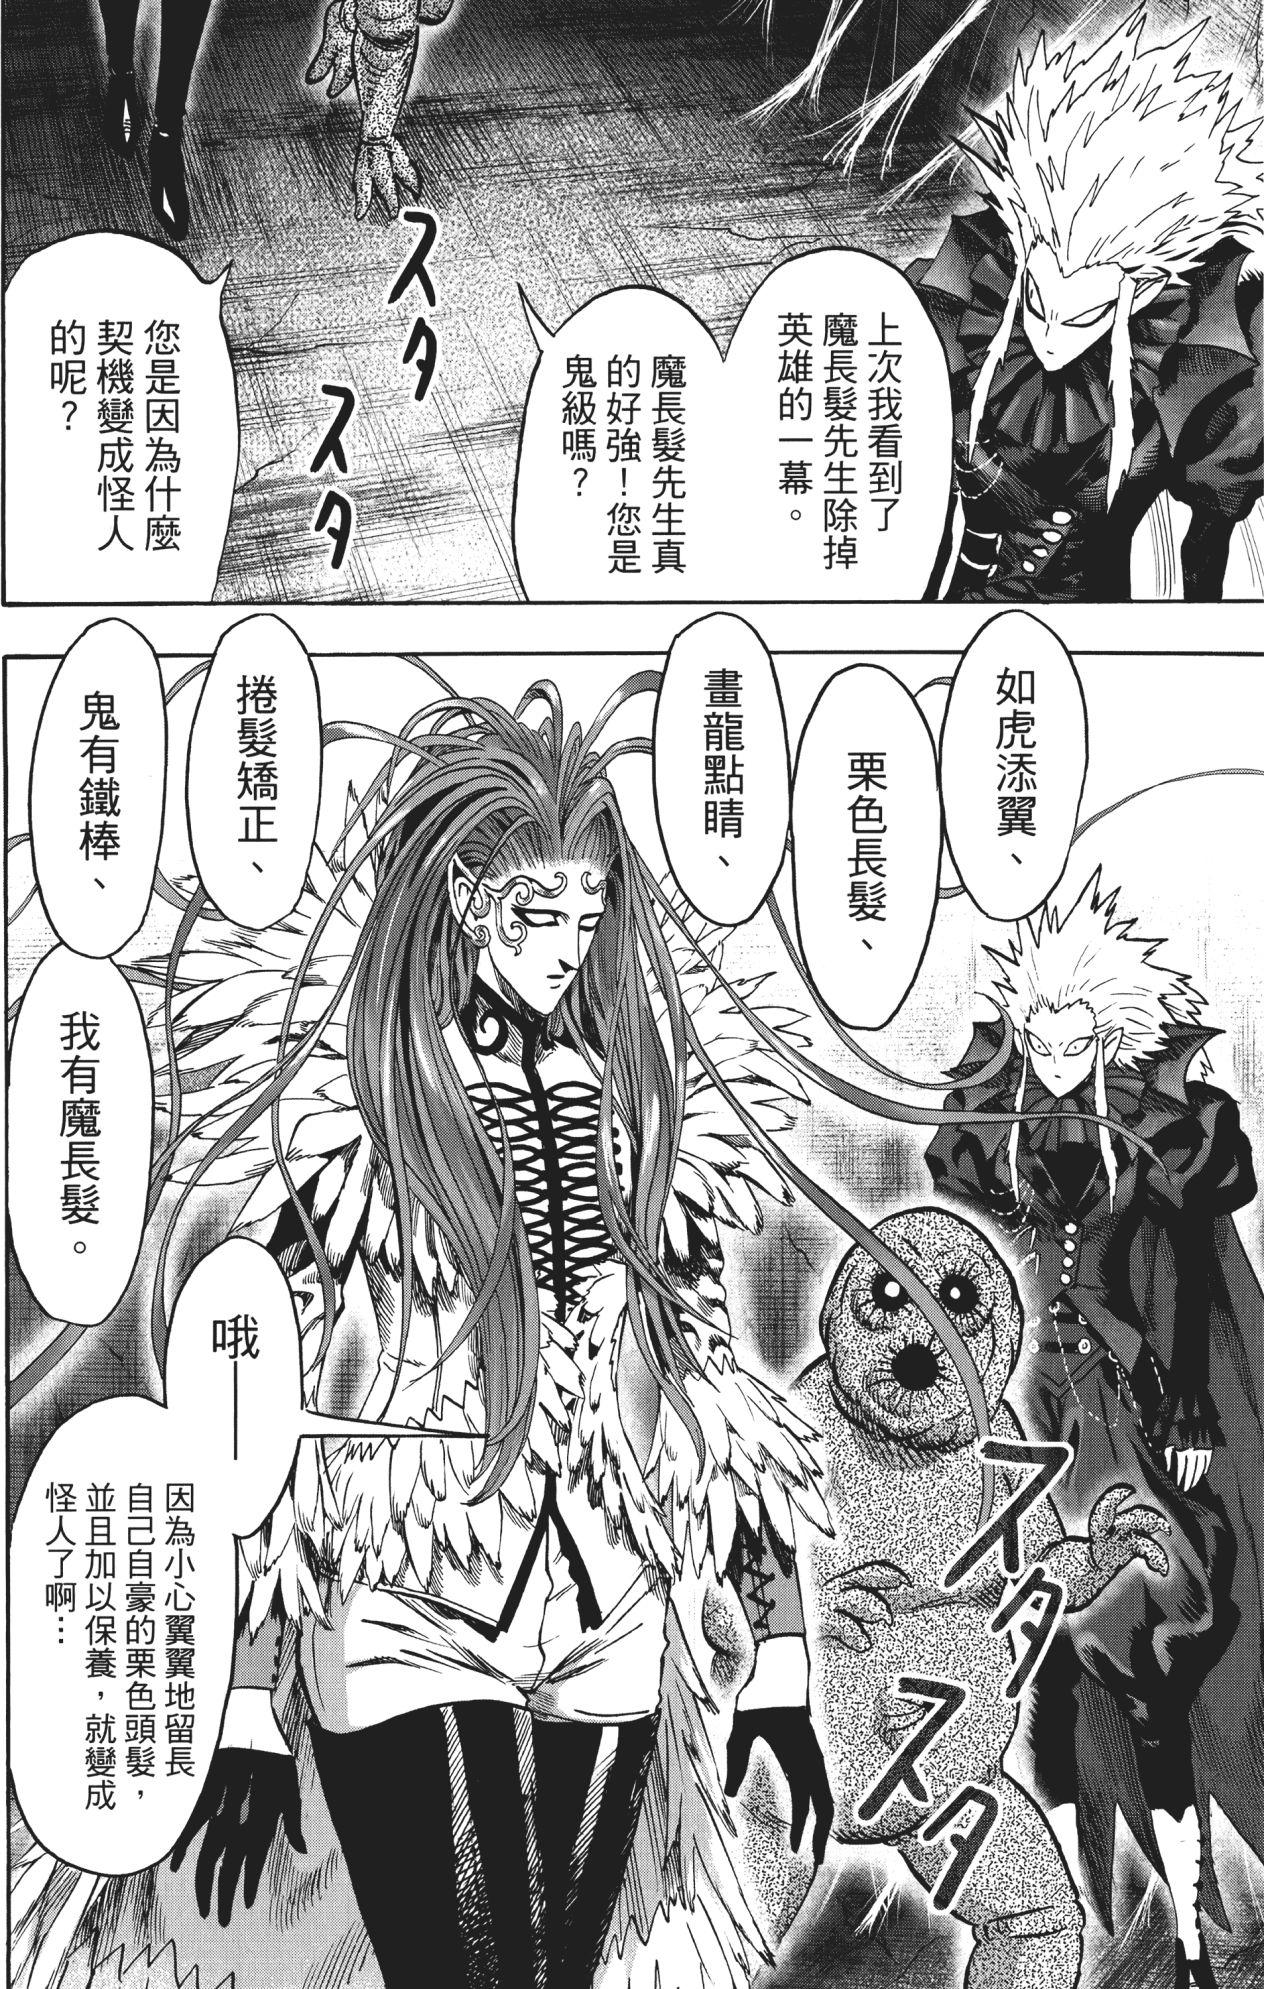 上次我看到了
魔長髮先生除掉
英雄的一幕。
魔長髮先生真
的好強！您是
鬼級嗎？
您是因為什麼
契機變成怪人
的呢？
スタ
スタ
如虎添翼、
栗色長髮、
畫龍點睛、
捲髮矯正、
鬼有鐵棒、
我有魔長髮。
哦——
因為小心翼翼地留長
自己自豪的栗色頭髮，
並且加以保養，就變成
怪人了啊…
スタ
スタ